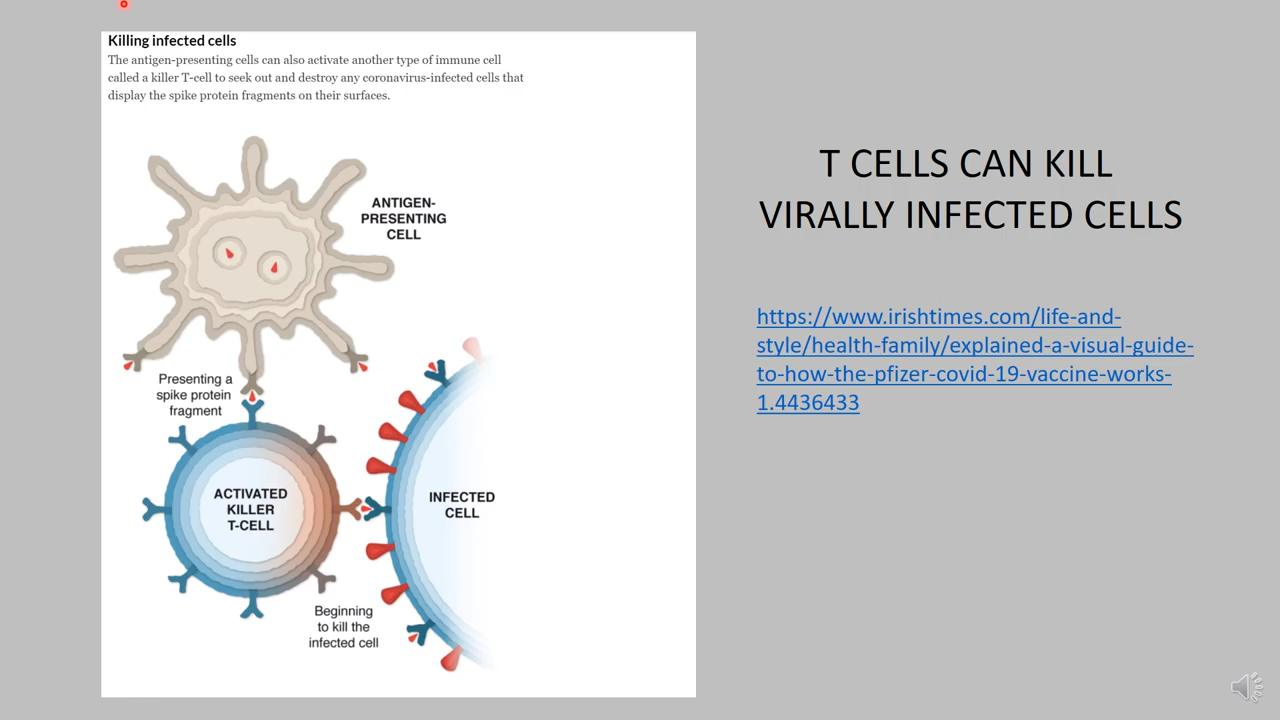 Killing infected cells
The antigen-presenting cells can also activate another type of immune cell
called a killer T-cell to seek out and destroy any coronavirus-infected cells that
display the spike protein fragments on their surfaces.
ANTIGEN-
PRESENTING
CELL
Presenting a
spike protein
fragment
ACTIVATED
KILLER
T-CELL
INFECTED
CELL
Beginning
to kill the
infected cell
T CELLS CAN KILL
VIRALLY INFECTED CELLS
https://www.irishtimes.com/life-and-
style/health-family/explained-a-visual-guide-
to-how-the-pfizer-covid-19-vaccine-works-
1.4436433